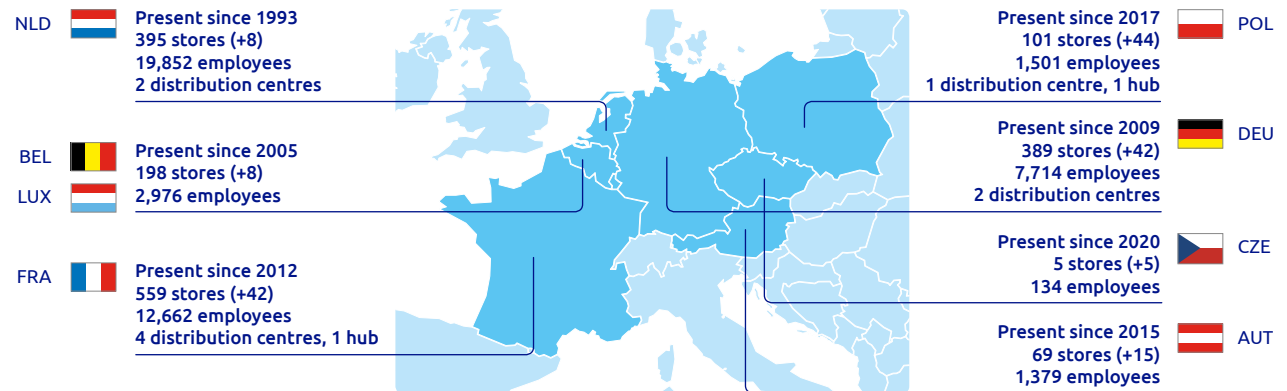 NLD
Present since 1993
395 stores (+8)
19,852 employees
2 distribution centres
BEL
LUX
Present since 2005
198 stores (+8)
2,976 employees
FRA
Present since 2012
559 stores (+42)
12,662 employees
4 distribution centres, 1 hub
Present since 2017
101 stores (+44)
1,501 employees
1 distribution centre, 1 hub
POL
Present since 2009
389 stores (+42)
7,714 employees
2 distribution centres
DEU
Present since 2020
5 stores (+5)
134 employees
CZE
Present since 2015
69 stores (+15)
1,379 employees
AUT